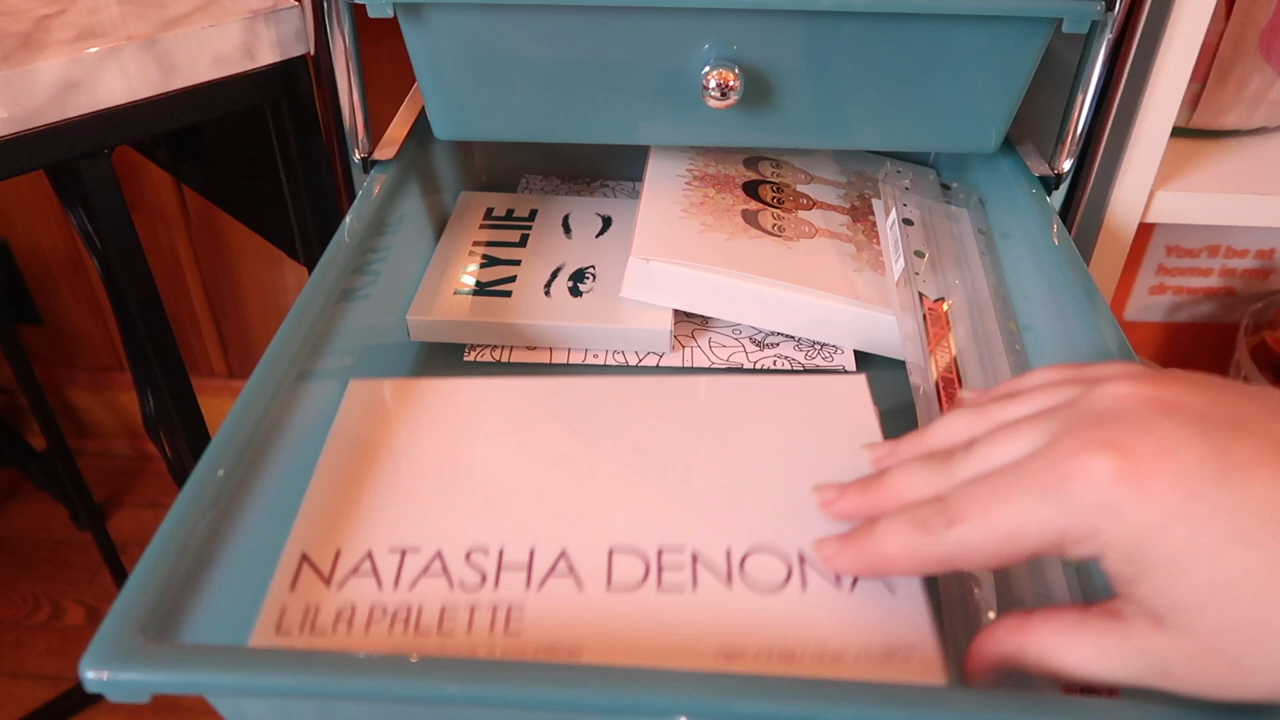 KYLIE
You'll be at
home in my
drawers.
NATASHA DENONA
LILA PALETTE